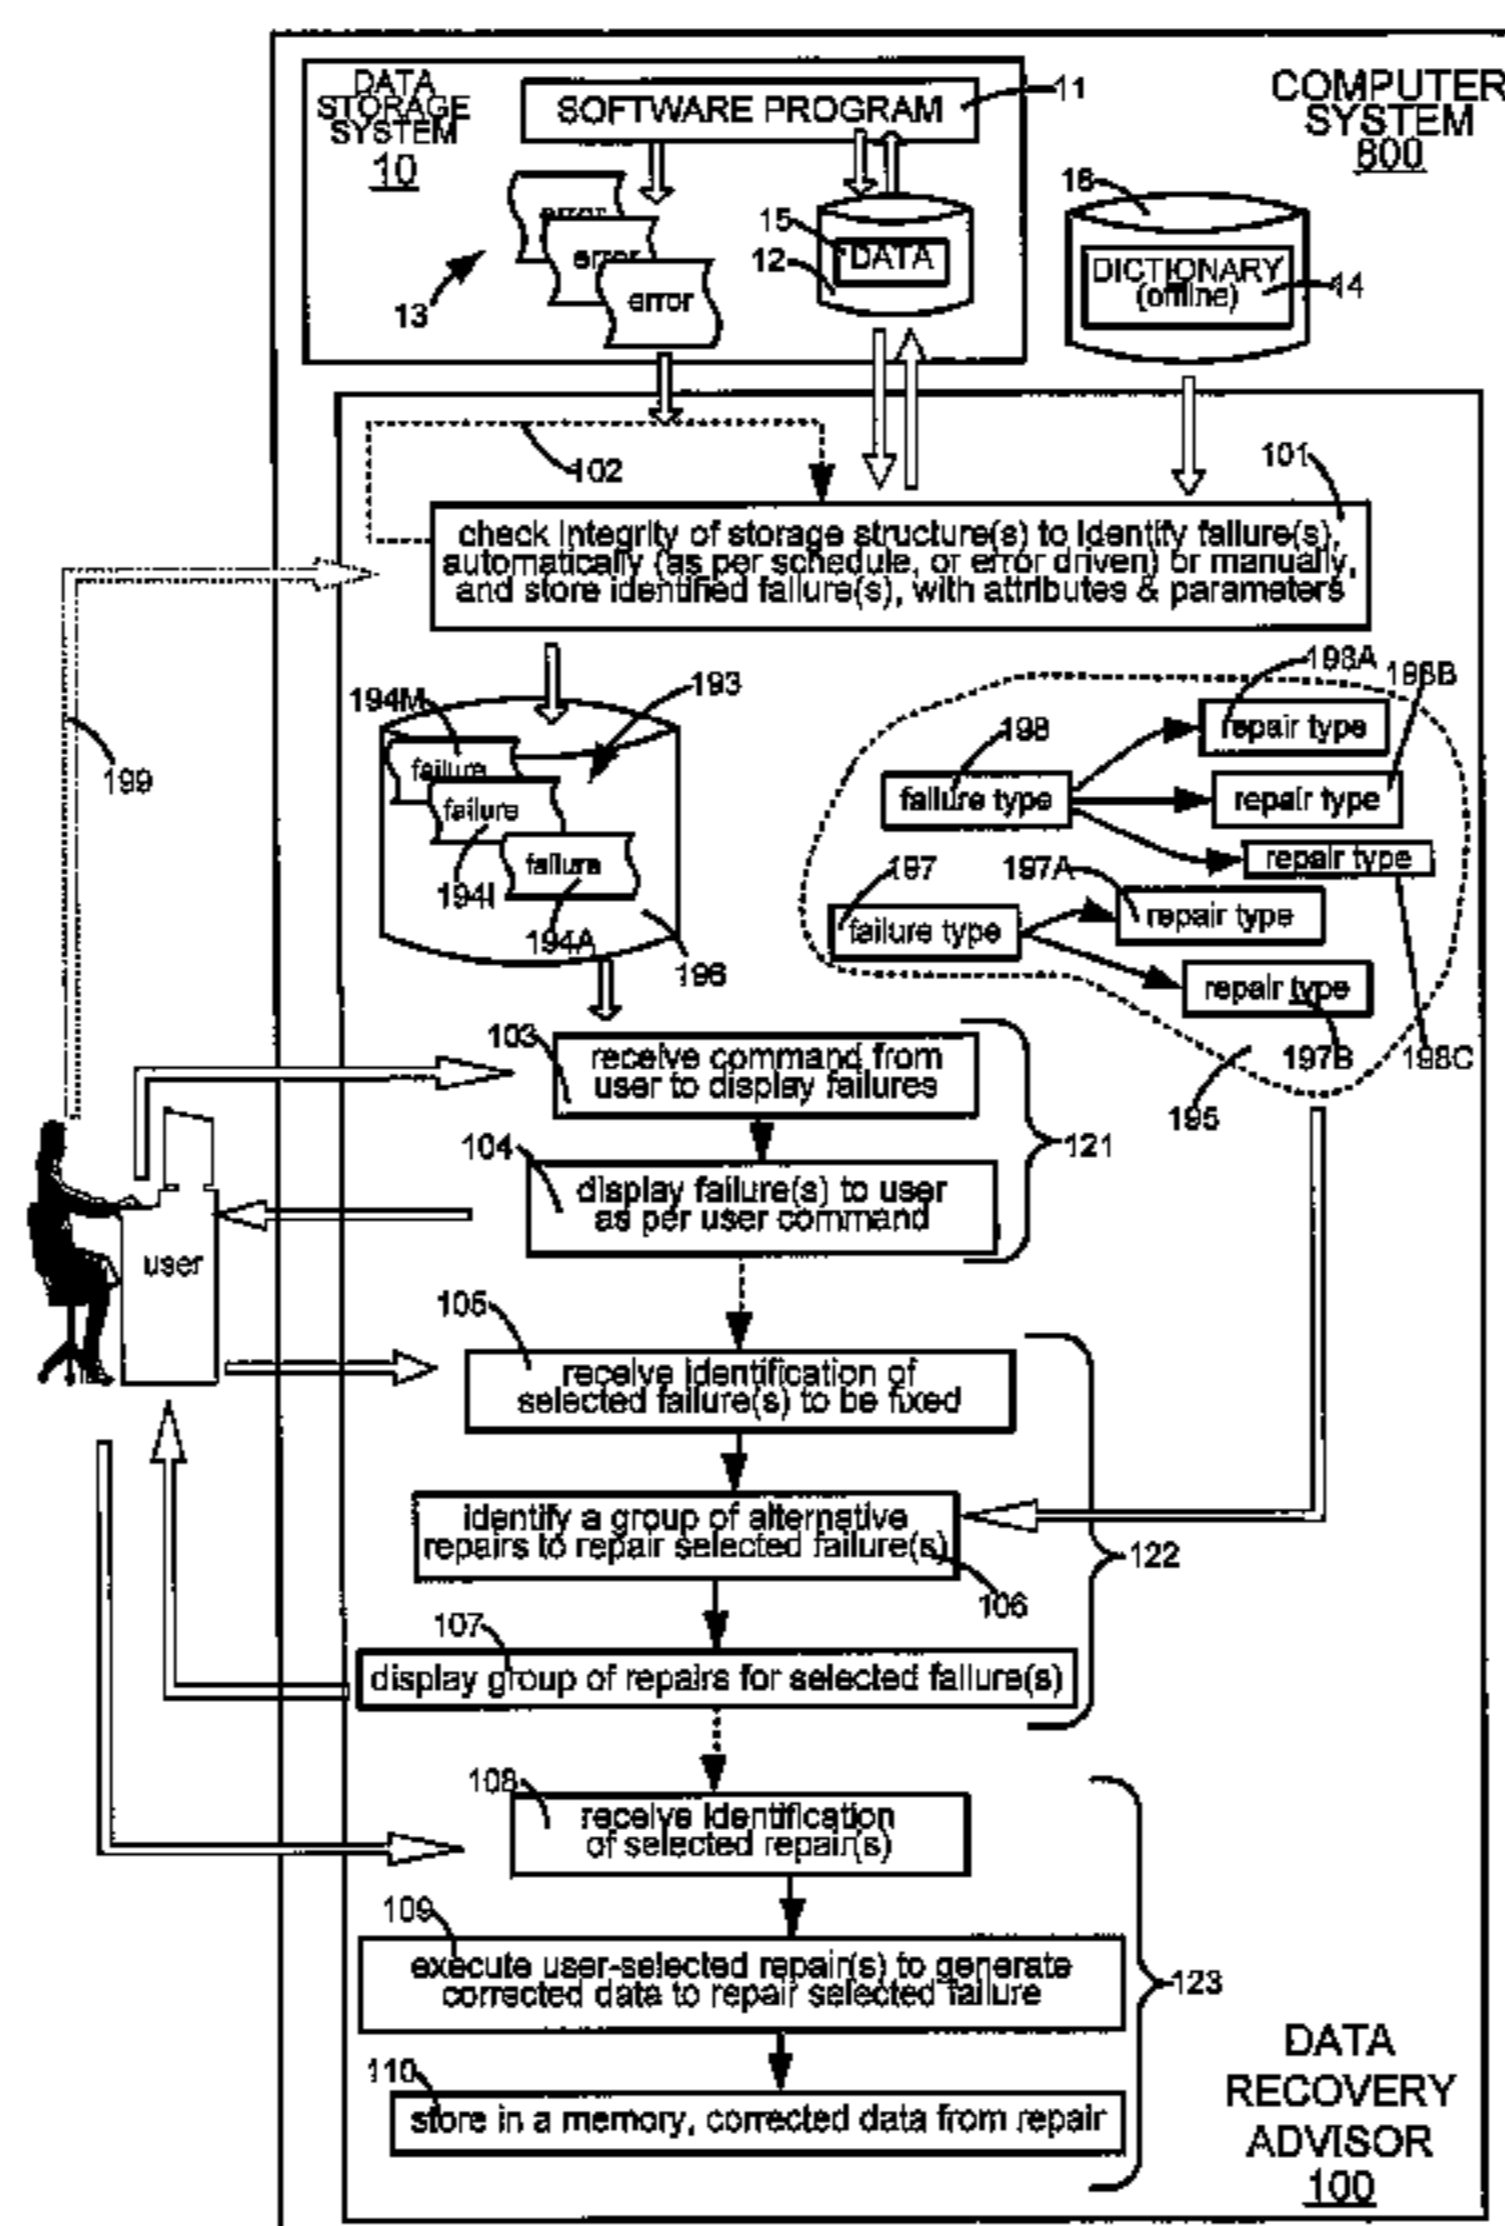 DATA
STORAGE
SYSTEM
10
SOFTWARE PROGRAM
11
COMPUTER
SYSTEM
800
error
error
error
13
15
12
DATA
16
DICTIONARY
(offline)
14
102
101
check integrity of storage structure(s) to identify failure(s),
automatically (as per schedule, or error driven) or manually,
and store identified failure(s), with attributes & parameters
199
194M
193
failure
failure
194I
failure
194A
196
198A
198B
198
repair type
failure type
repair type
repair type
197
197A
failure type
repair type
repair type
197B
198C
195
103
receive command from
user to display failures
104
121
display failure(s) to user
as per user command
user
105
receive identification of
selected failure(s) to be fixed
identify a group of alternative
repairs to repair selected failure(s)
122
106
107
display group of repairs for selected failure(s)
108
receive identification
of selected repair(s)
109
execute user-selected repair(s) to generate
corrected data to repair selected failure
123
110
store in a memory, corrected data from repair
DATA
RECOVERY
ADVISOR
100